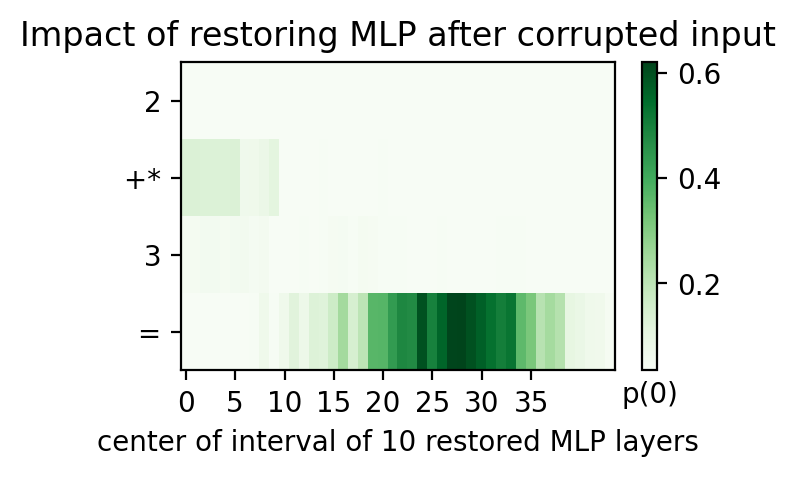 Impact of restoring MLP after corrupted input
2
+*
3
=
0 5 10 15 20 25 30 35
center of interval of 10 restored MLP layers
0.6
0.4
0.2
p(0)